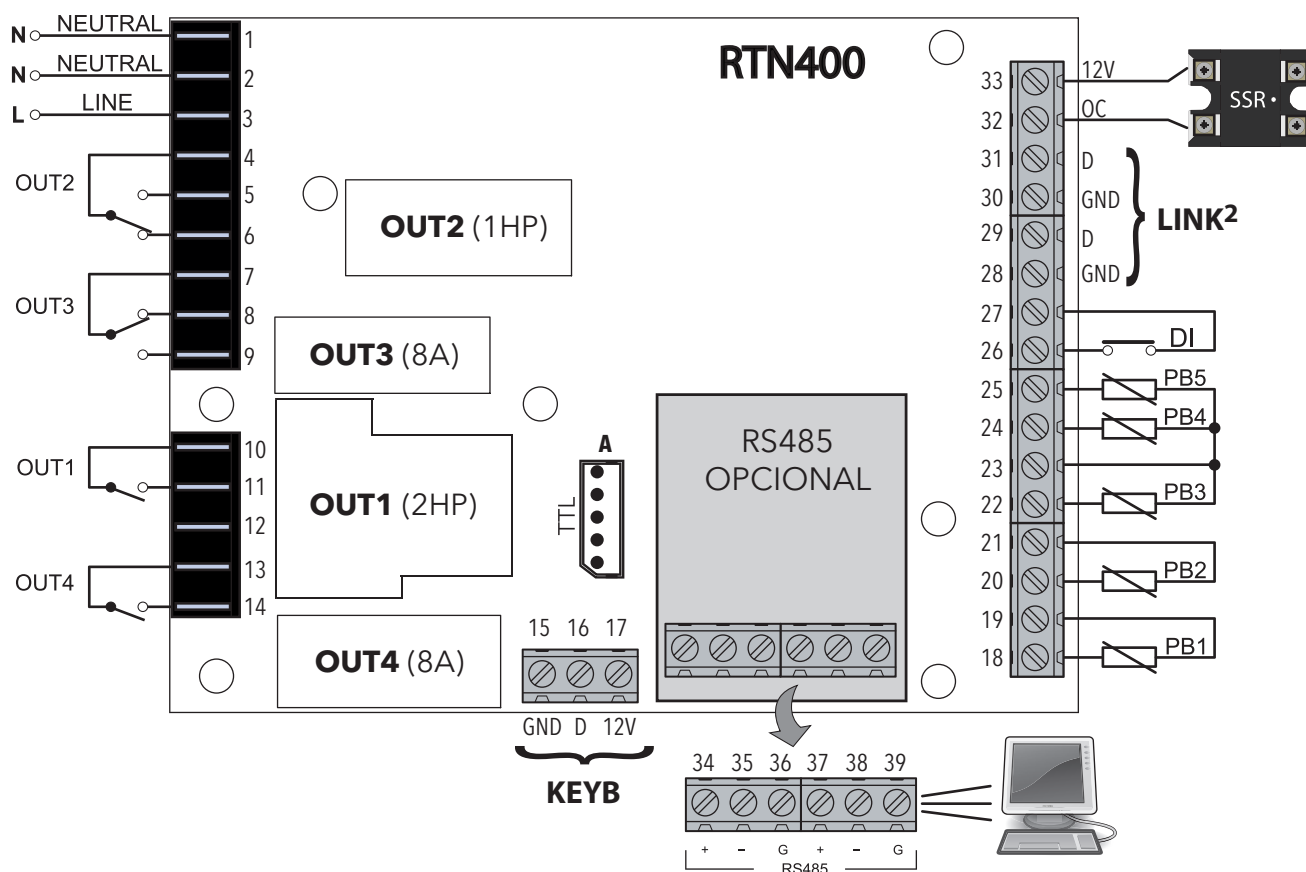 RTN400
N NEUTRAL 1
N NEUTRAL 2
L LINE 3
OUT2
4
5
6
OUT3
7
8
9
OUT1
10
11
12
OUT4
13
14
OUT2 (1HP)
OUT3 (8A)
OUT1 (2HP)
OUT4 (8A)
A
TTL
15 16 17
GND D 12V
KEYB
RS485
OPCIONAL
34 35 36 37 38 39
+ – G + – G
RS485
33 12V
32 OC
SSR
31 D
30 GND
29 D
28 GND
LINK²
27
26 DI
25 PB5
24 PB4
23
22 PB3
21
20 PB2
19
18 PB1